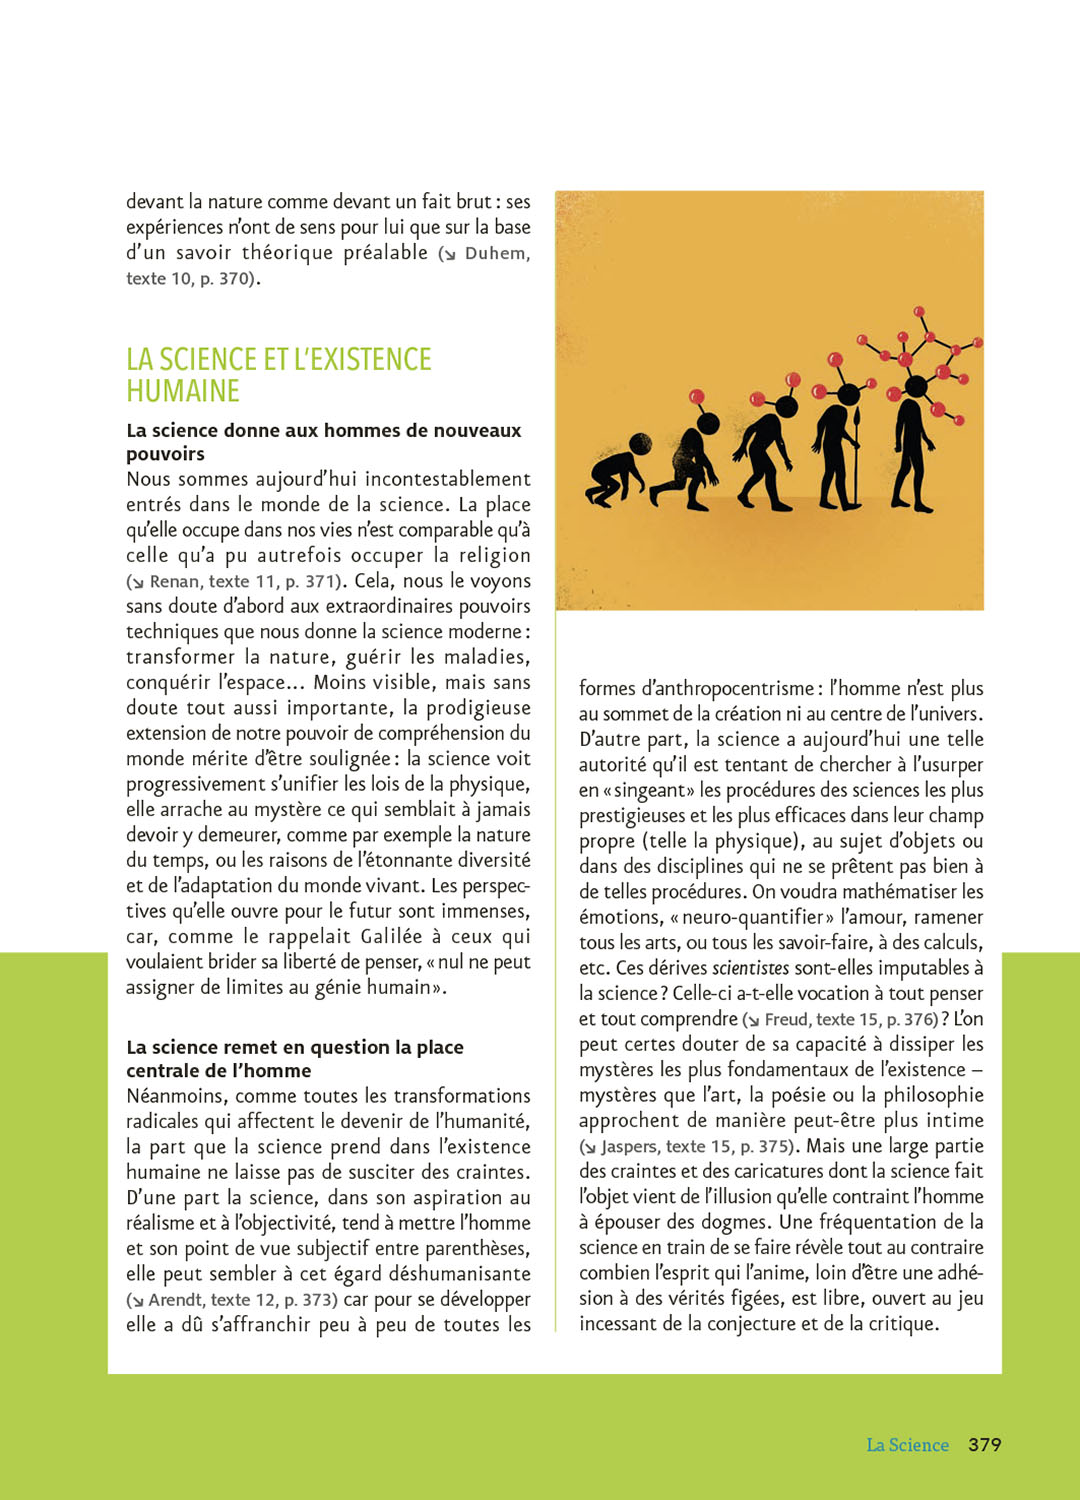 devant la nature comme devant un fait brut : ses
expériences n'ont de sens pour lui que sur la base
d'un savoir théorique préalable (↘ Duhem,
texte 10, p. 370).
LA SCIENCE ET L'EXISTENCE
HUMAINE
La science donne aux hommes de nouveaux
pouvoirs
Nous sommes aujourd'hui incontestablement
entrés dans le monde de la science. La place
qu'elle occupe dans nos vies n'est comparable qu'à
celle qu'a pu autrefois occuper la religion
(↘ Renan, texte 11, p. 371). Cela, nous le voyons
sans doute d'abord aux extraordinaires pouvoirs
techniques que nous donne la science moderne :
transformer la nature, guérir les maladies,
conquérir l'espace... Moins visible, mais sans
doute tout aussi importante, la prodigieuse
extension de notre pouvoir de compréhension du
monde mérite d'être soulignée : la science voit
progressivement s'unifier les lois de la physique,
elle arrache au mystère ce qui semblait à jamais
devoir y demeurer, comme par exemple la nature
du temps, ou les raisons de l'étonnante diversité
et de l'adaptation du monde vivant. Les perspec-
tives qu'elle ouvre pour le futur sont immenses,
car, comme le rappelait Galilée à ceux qui
voulaient brider sa liberté de penser, « nul ne peut
assigner de limites au génie humain».
La science remet en question la place
centrale de l'homme
Néanmoins, comme toutes les transformations
radicales qui affectent le devenir de l'humanité,
la part que la science prend dans l'existence
humaine ne laisse pas de susciter des craintes.
D'une part la science, dans son aspiration au
réalisme et à l'objectivité, tend à mettre l'homme
et son point de vue subjectif entre parenthèses,
elle peut sembler à cet égard déshumanisante
(↘ Arendt, texte 12, p. 373) car pour se développer
elle a dû s'affranchir peu à peu de toutes les
formes d'anthropocentrisme : l'homme n'est plus
au sommet de la création ni au centre de l'univers.
D'autre part, la science a aujourd'hui une telle
autorité qu'il est tentant de chercher à l'usurper
en «singeant» les procédures des sciences les plus
prestigieuses et les plus efficaces dans leur champ
propre (telle la physique), au sujet d'objets ou
dans des disciplines qui ne se prêtent pas bien à
de telles procédures. On voudra mathématiser les
émotions, « neuro-quantifier» l'amour, ramener
tous les arts, ou tous les savoir-faire, à des calculs,
etc. Ces dérives scientistes sont-elles imputables à
la science ? Celle-ci a-t-elle vocation à tout penser
et tout comprendre (↘ Freud, texte 15, p. 376) ? L'on
peut certes douter de sa capacité à dissiper les
mystères les plus fondamentaux de l'existence –
mystères que l'art, la poésie ou la philosophie
approchent de manière peut-être plus intime
(↘ Jaspers, texte 15, p. 375). Mais une large partie
des craintes et des caricatures dont la science fait
l'objet vient de l'illusion qu'elle contraint l'homme
à épouser des dogmes. Une fréquentation de la
science en train de se faire révèle tout au contraire
combien l'esprit qui l'anime, loin d'être une adhé-
sion à des vérités figées, est libre, ouvert au jeu
incessant de la conjecture et de la critique.
La Science 379